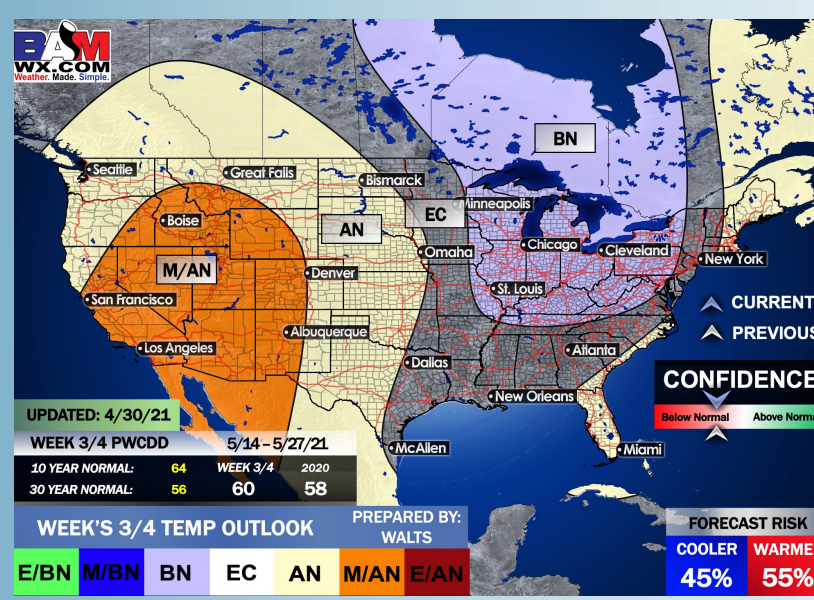 BAM
WX.COM
Weather. Made. Simple.
BN
Seattle
Great Falls
Bismarck
Minneapolis
EC
Boise
AN
Omaha
Chicago
Cleveland
New York
M/AN
Denver
St. Louis
San Francisco
CURRENT
Albuquerque
PREVIOUS
Los Angeles
Dallas
Atlanta
CONFIDENCE
New Orleans
Below Normal Above Norma
McAllen
Miami
UPDATED: 4/30/21
WEEK 3/4 PWCDD 5/14 – 5/27/21
10 YEAR NORMAL: 64 WEEK 3/4 2020
30 YEAR NORMAL: 56 60 58
WEEK'S 3/4 TEMP OUTLOOK
PREPARED BY:
WALTS
E/BN M/BN BN EC AN M/AN E/AN
FORECAST RISK
COOLER WARME
45% 55%